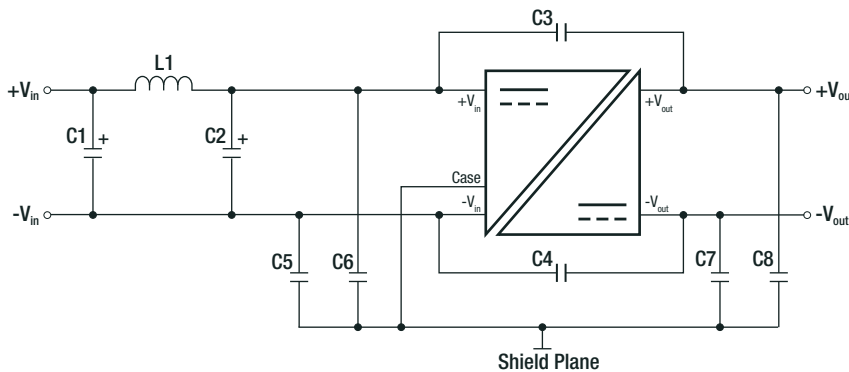 C3
L1
+Vin
+Vou
+Vin
+Vout
C1 +
C2 +
Case
-Vin
-Vout
-Vin
-Vout
C5
C6
C4
C7
C8
Shield Plane